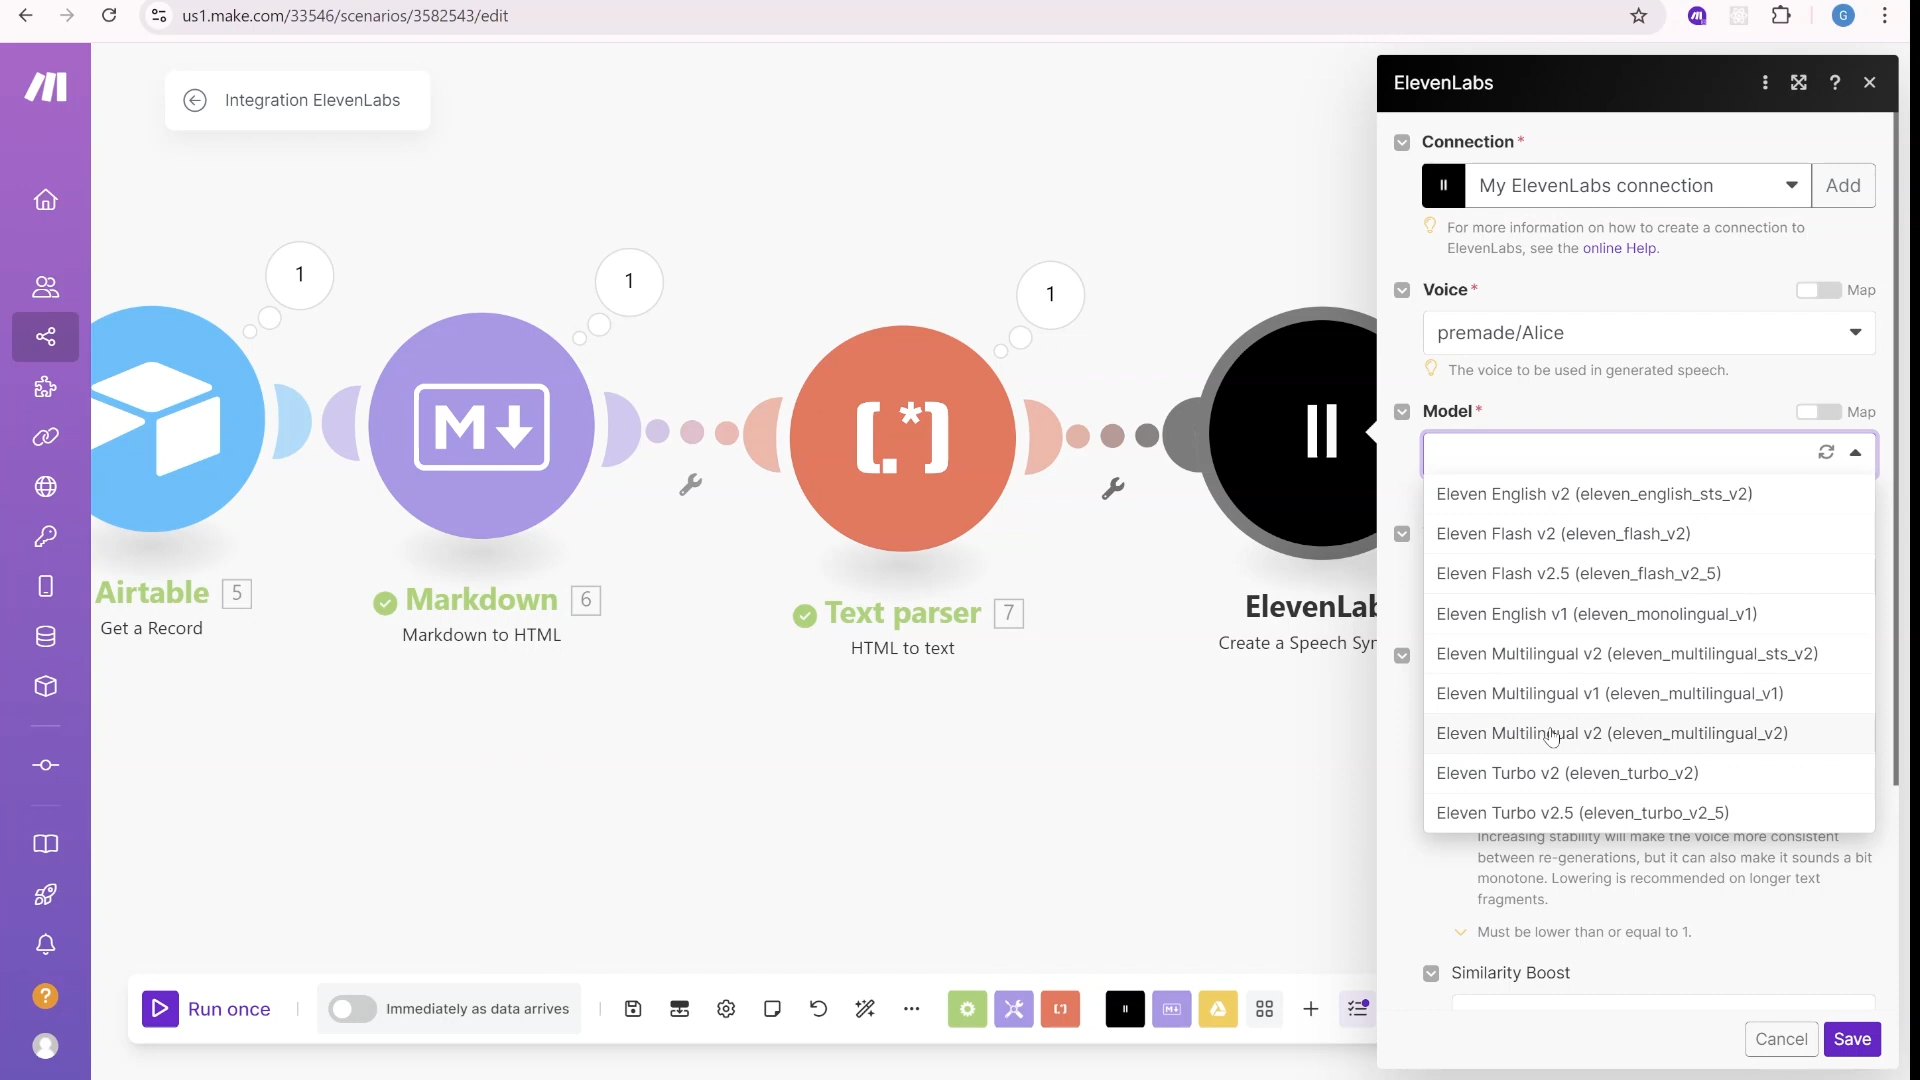 us1.make.com/33546/scenarios/3582543/edit
G
Integration ElevenLabs
1
1
1
Airtable 5
Get a Record
M
Markdown 6
Markdown to HTML
[.*]
Text parser 7
HTML to text
ElevenLab
Create a Speech Syn
ElevenLabs
?
Connection *
My ElevenLabs connection
Add
For more information on how to create a connection to
ElevenLabs, see the online Help.
Voice *
Map
premade/Alice
The voice to be used in generated speech.
Model *
Map
Eleven English v2 (eleven_english_sts_v2)
Eleven Flash v2 (eleven_flash_v2)
Eleven Flash v2.5 (eleven_flash_v2_5)
Eleven English v1 (eleven_monolingual_v1)
Eleven Multilingual v2 (eleven_multilingual_sts_v2)
Eleven Multilingual v1 (eleven_multilingual_v1)
Eleven Multilingual v2 (eleven_multilingual_v2)
Eleven Turbo v2 (eleven_turbo_v2)
Eleven Turbo v2.5 (eleven_turbo_v2_5)
Increasing stability will make the voice more consistent
between re-generations, but it can also make it sounds a bit
monotone. Lowering is recommended on longer text
fragments.
Must be lower than or equal to 1.
Similarity Boost
Cancel
Save
?
Run once
Immediately as data arrives